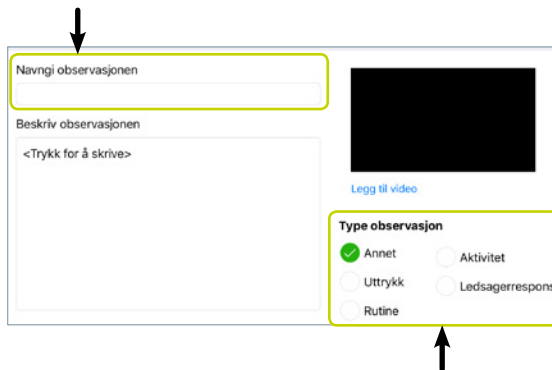 Navngi observasjonen
Beskriv observasjonen
<Trykk for å skrive>
Legg til video
Type observasjon
Annet
Aktivitet
Uttrykk
Ledsagerrespons
Rutine